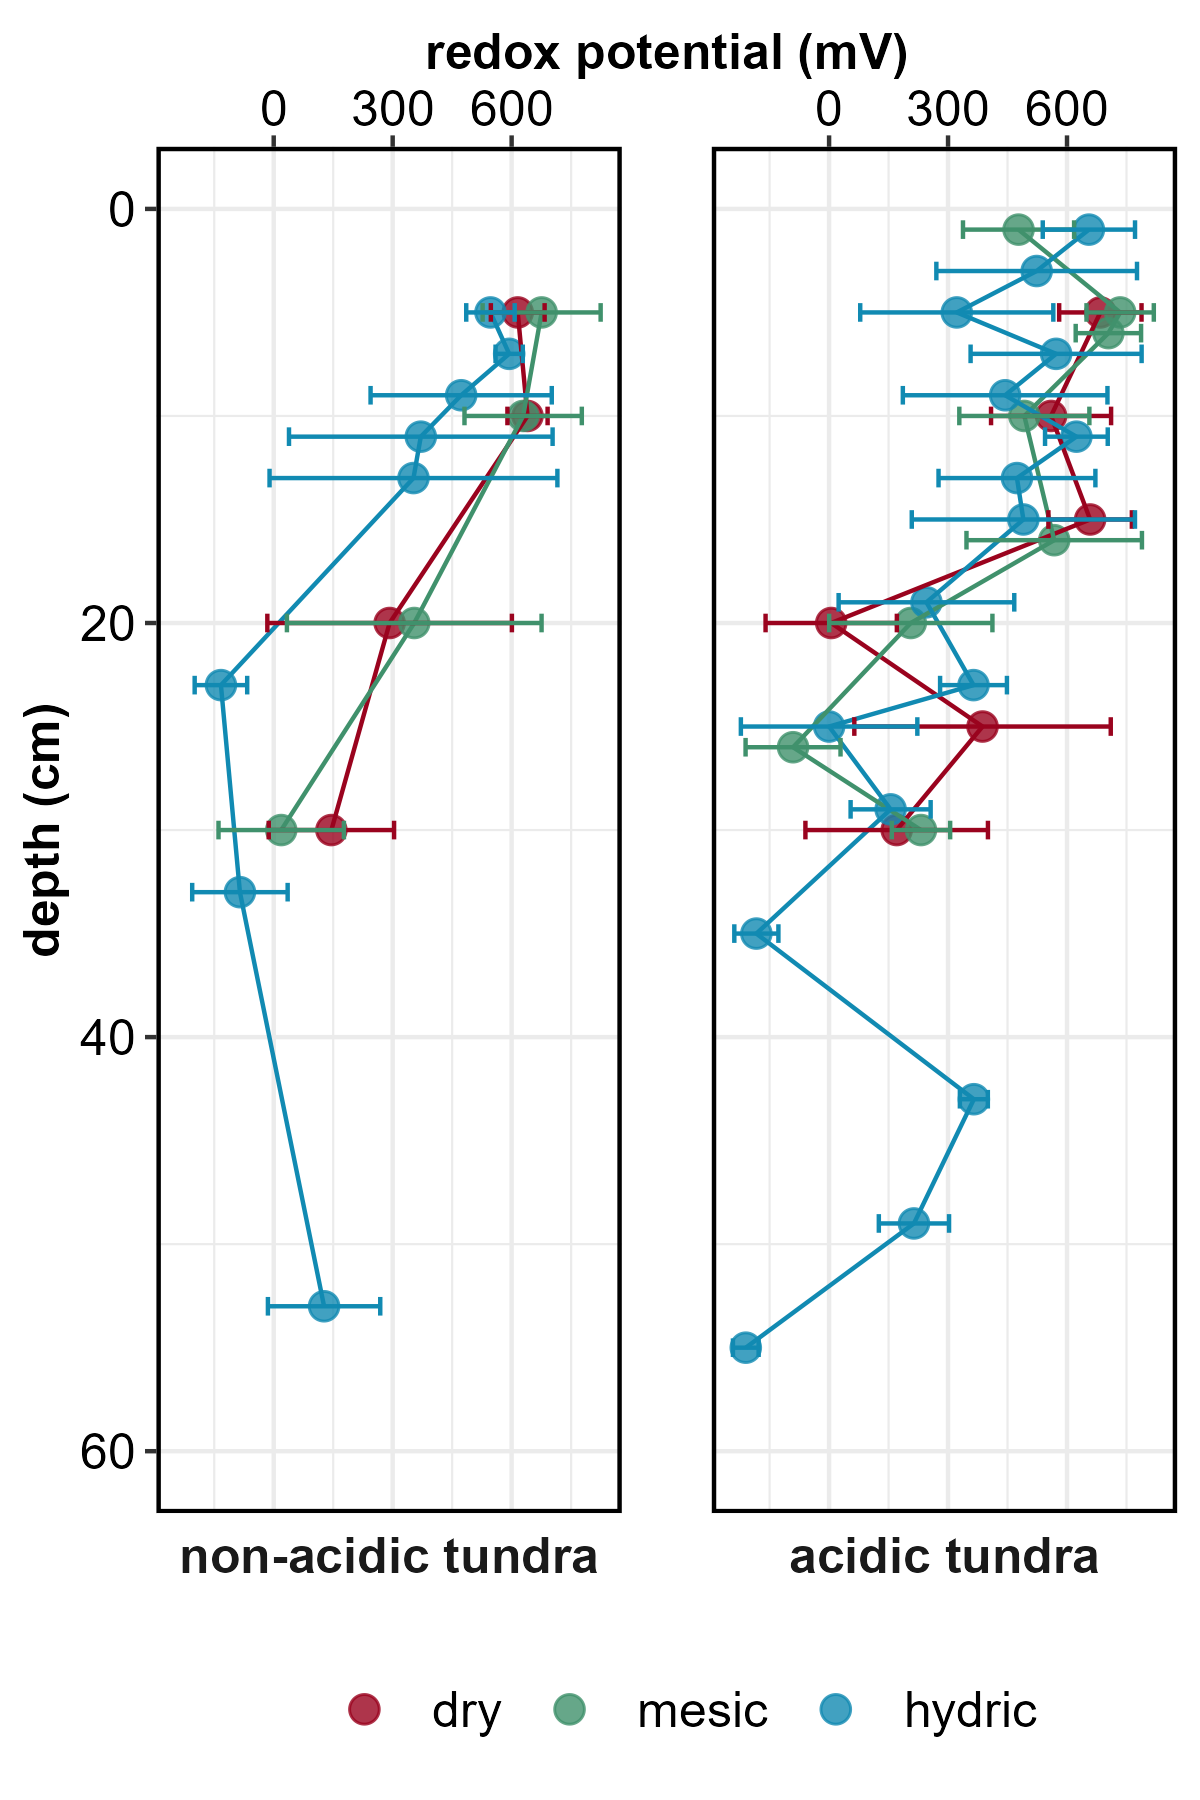 redox potential (mV)
0 300 600 0 300 600
0
20
40
60
depth (cm)
non-acidic tundra acidic tundra
dry mesic hydric